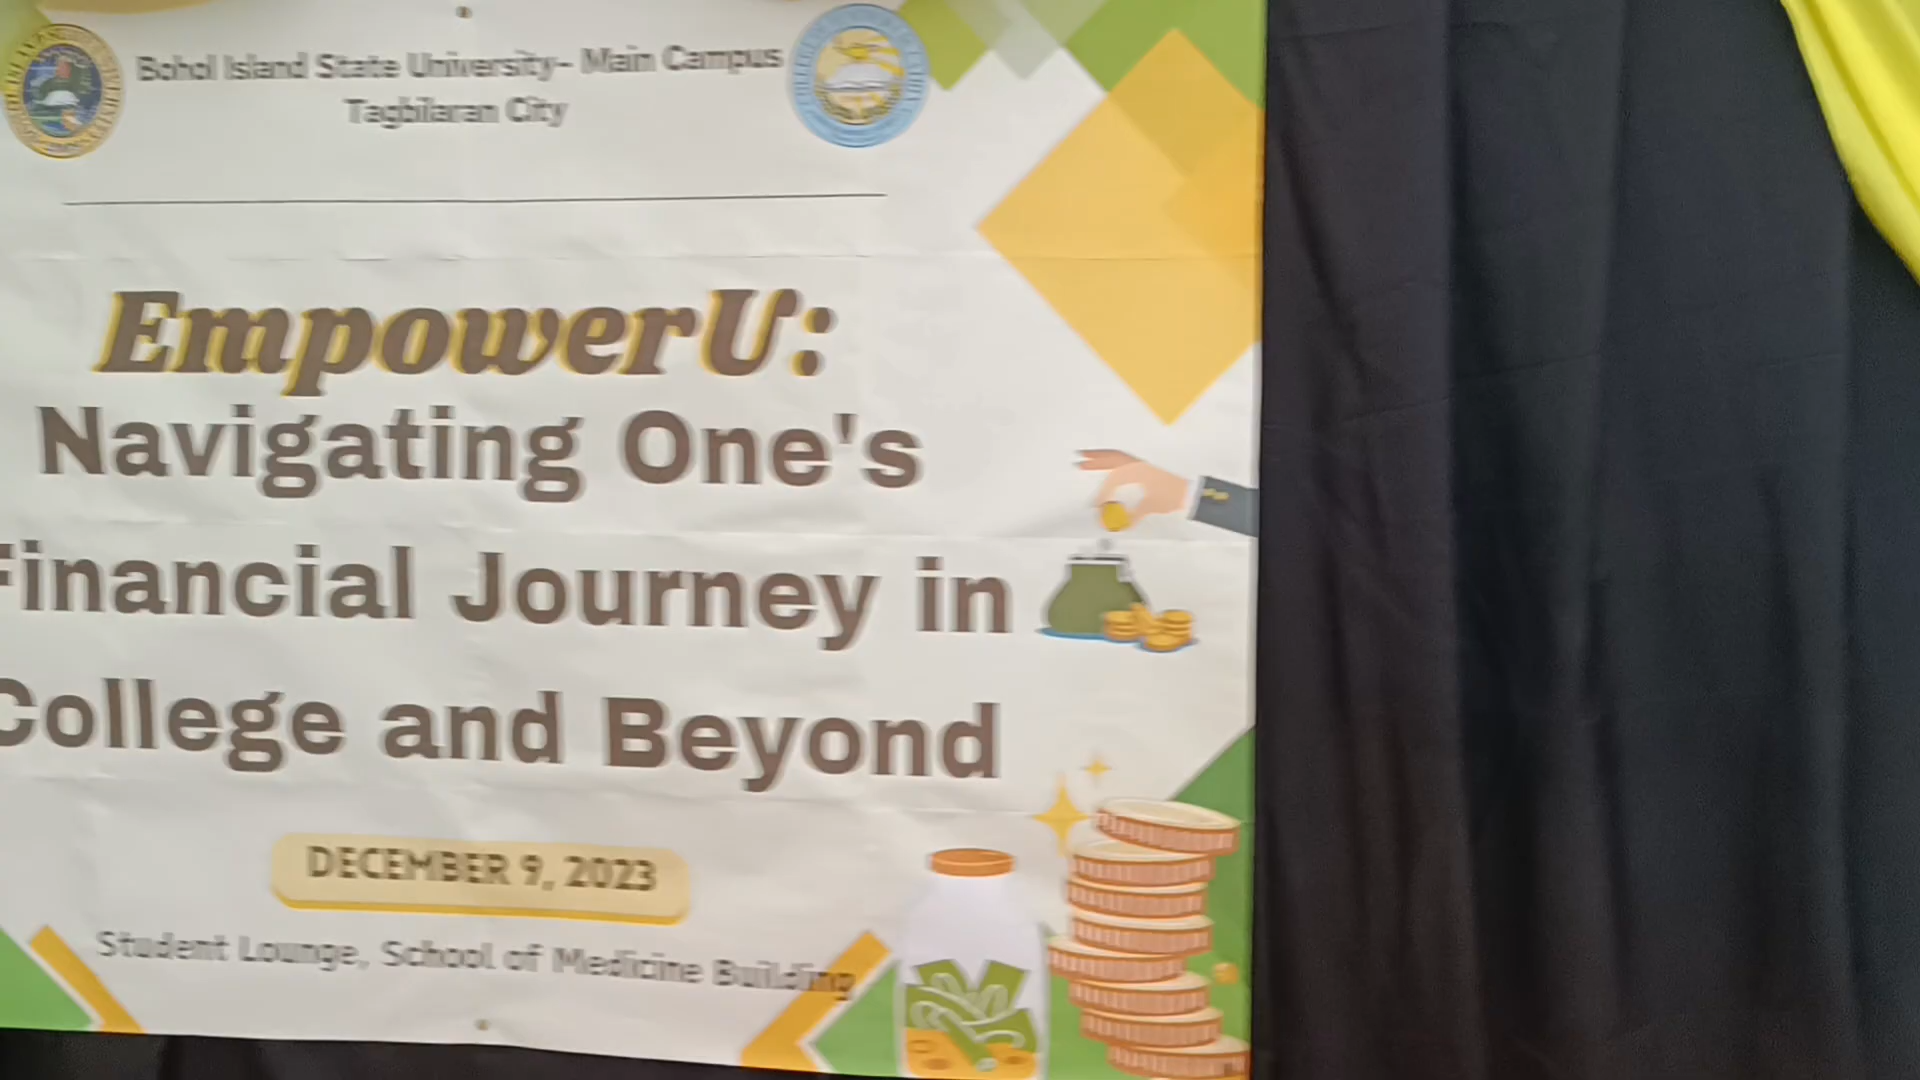 Bohol Island State University- Main Campus
Tagbilaran City
EmpowerU:
Navigating One's
Financial Journey in
College and Beyond
DECEMBER 9, 2023
Student Lounge, School of Medicine Building